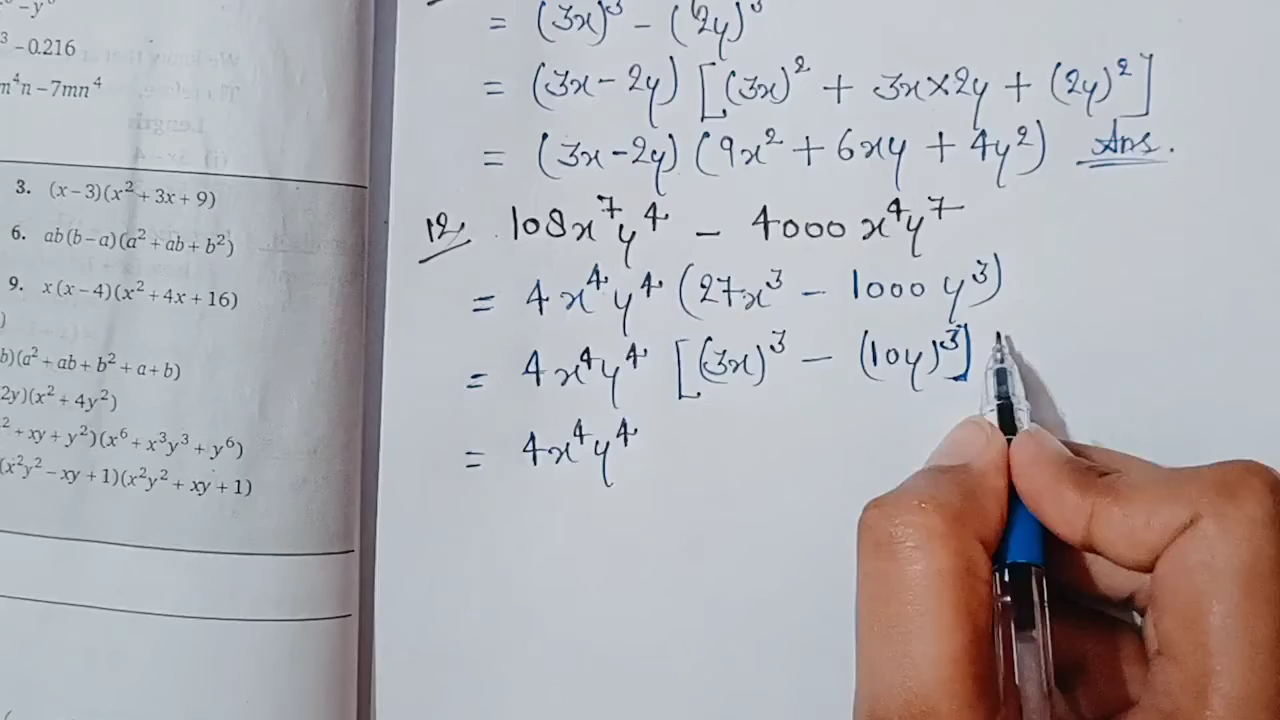 – y
3 – 0.216
m⁴n – 7mn⁴
3. (x – 3)(x² + 3x + 9)
6. ab(b – a)(a² + ab + b²)
9. x(x – 4)(x² + 4x + 16)
)
b)(a² + ab + b² + a + b)
2y)(x² + 4y²)
² + xy + y²)(x⁶ + x³y³ + y⁶)
(x²y² – xy + 1)(x²y² + xy + 1)
= (3x)³ – (2y)³
= (3x – 2y) [(3x)² + 3x × 2y + (2y)²]
= (3x – 2y) (9x² + 6xy + 4y²) Ans.
12, 108x⁷y⁴ – 4000x⁴y⁷
= 4x⁴y⁴ (27x³ – 1000y³)
= 4x⁴y⁴ [(3x)³ – (10y)³]
= 4x⁴y⁴